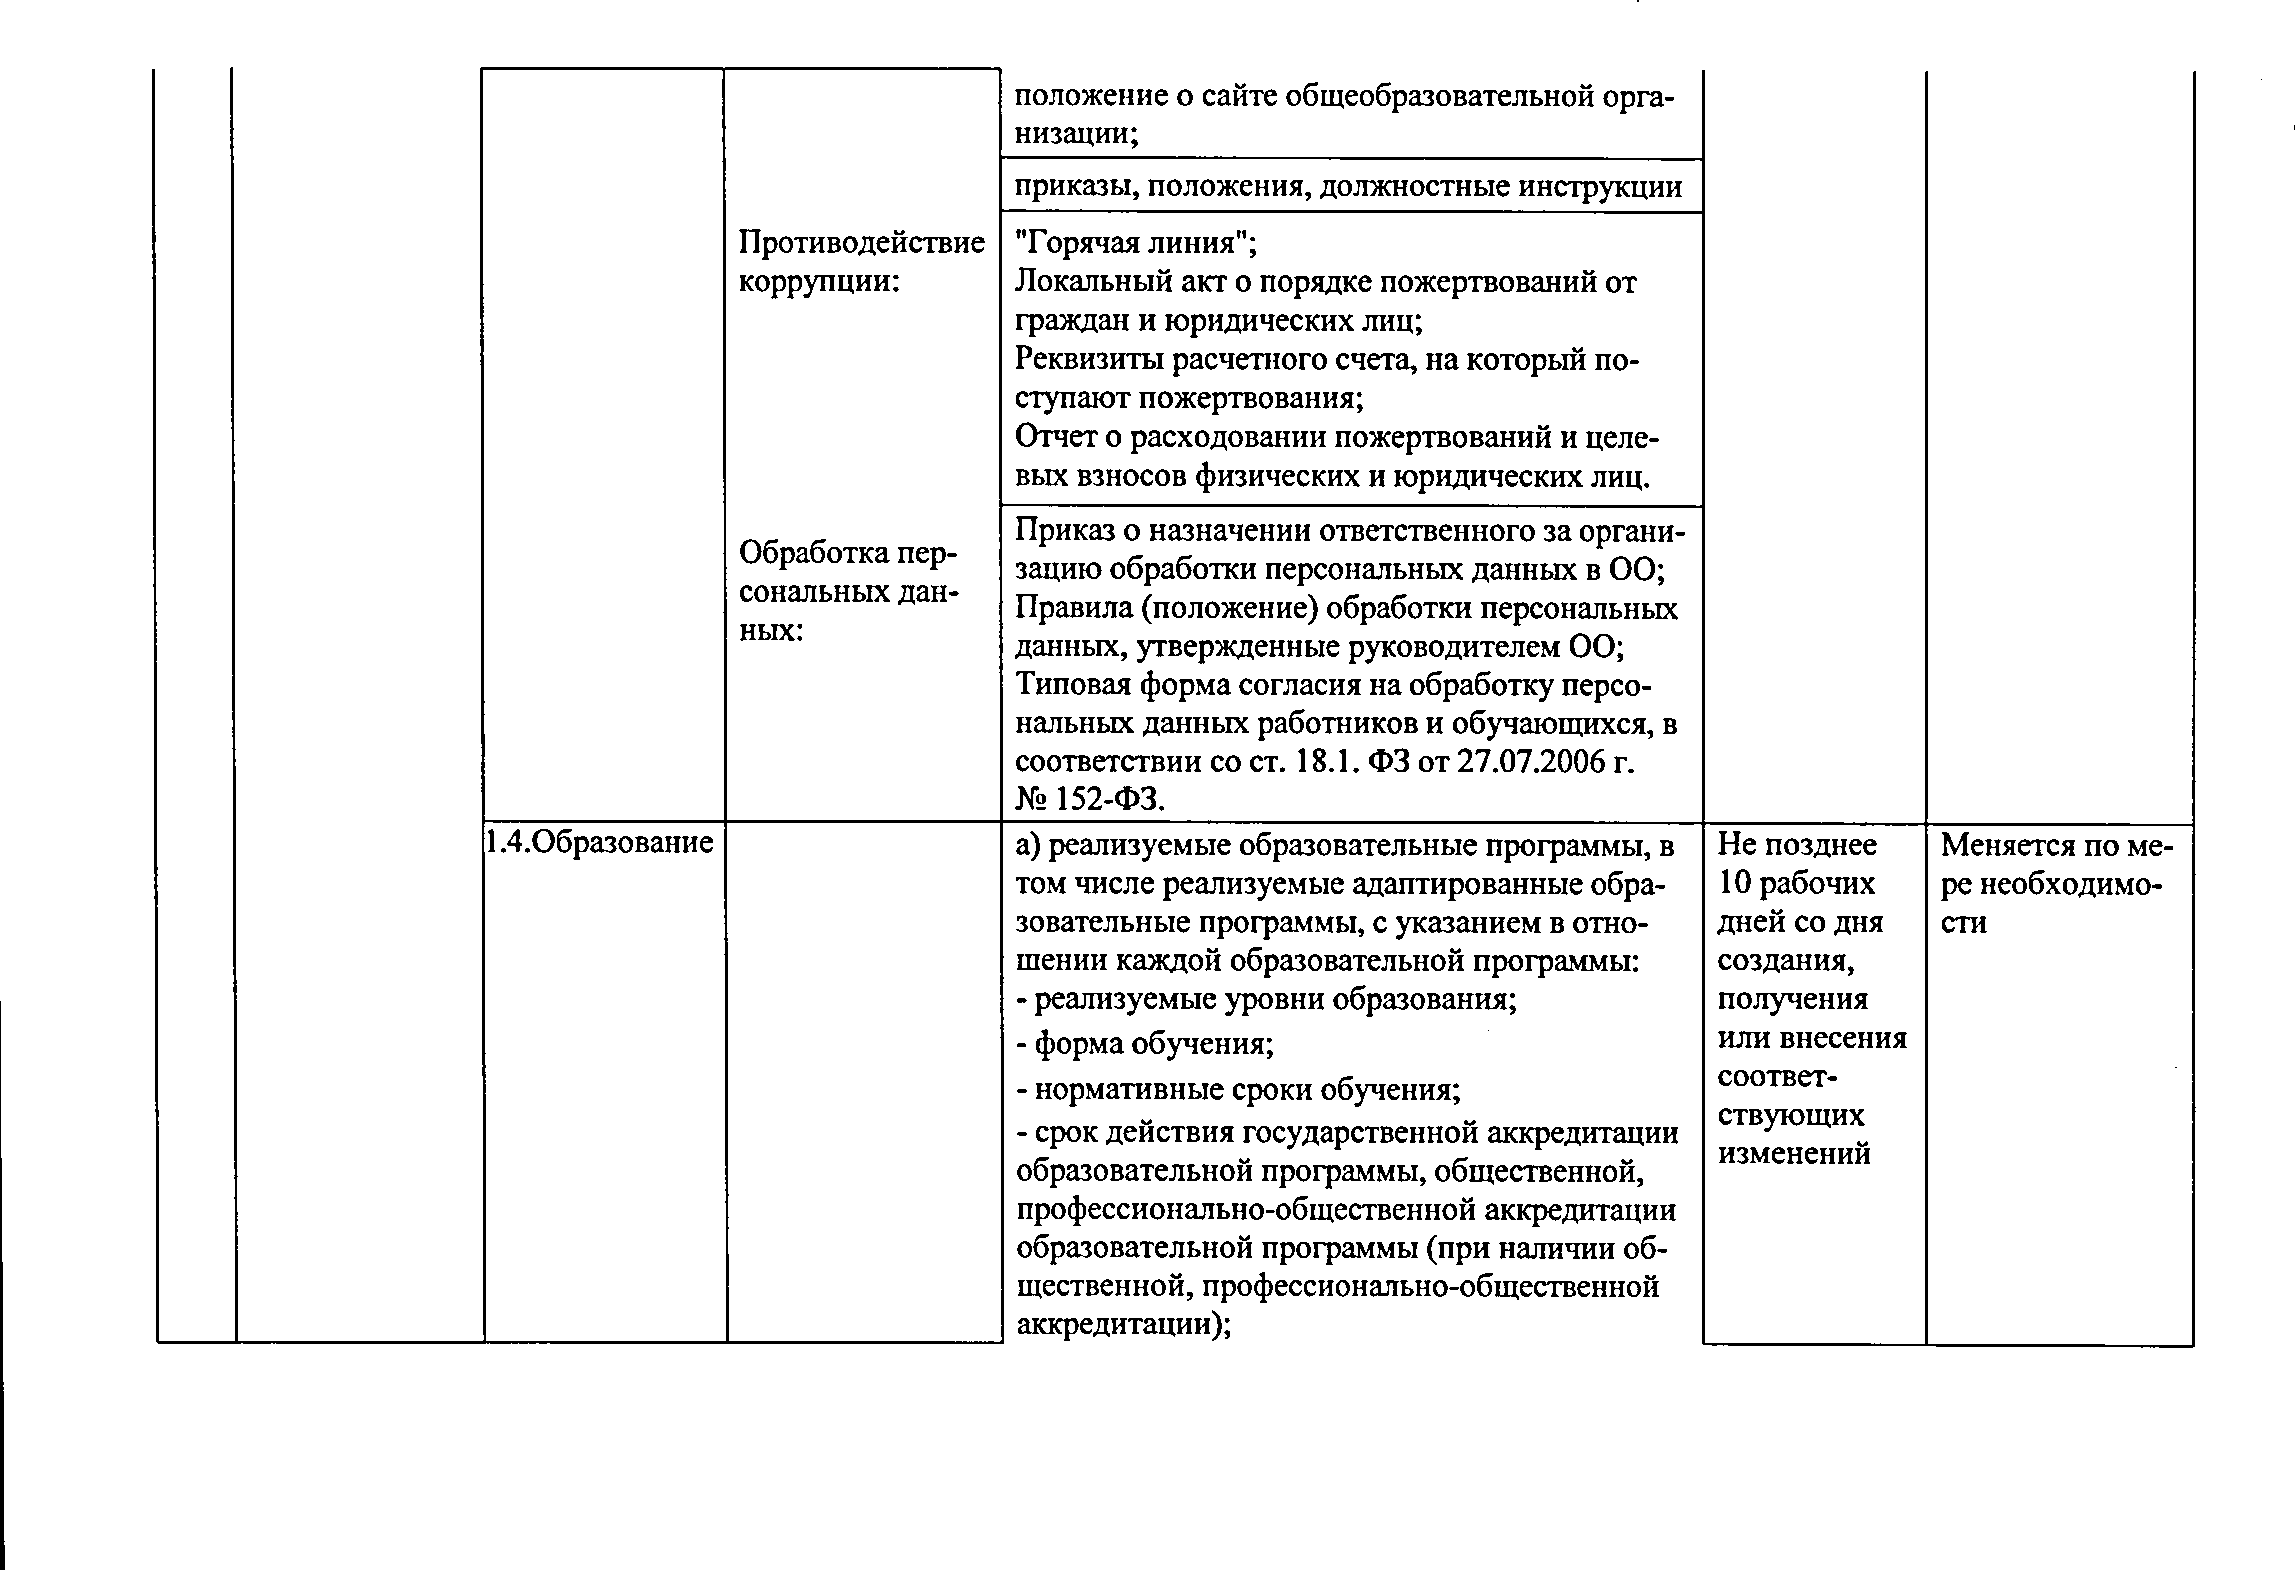 положение о сайте общеобразовательной орга-
низации;
приказы, положения, должностные инструкции
Противодействие
коррупции:
"Горячая линия";
Локальный акт о порядке пожертвований от
граждан и юридических лиц;
Реквизиты расчетного счета, на который по-
ступают пожертвования;
Отчет о расходовании пожертвований и целе-
вых взносов физических и юридических лиц.
Обработка пер-
сональных дан-
ных:
Приказ о назначении ответственного за органи-
зацию обработки персональных данных в ОО;
Правила (положение) обработки персональных
данных, утвержденные руководителем ОО;
Типовая форма согласия на обработку персо-
нальных данных работников и обучающихся, в
соответствии со ст. 18.1. ФЗ от 27.07.2006 г.
№ 152-ФЗ.
1.4.Образование
а) реализуемые образовательные программы, в
том числе реализуемые адаптированные обра-
зовательные программы, с указанием в отно-
шении каждой образовательной программы:
- реализуемые уровни образования;
- форма обучения;
- нормативные сроки обучения;
- срок действия государственной аккредитации
образовательной программы, общественной,
профессионально-общественной аккредитации
образовательной программы (при наличии об-
щественной, профессионально-общественной
аккредитации);
Не позднее
10 рабочих
дней со дня
создания,
получения
или внесения
соответ-
ствующих
изменений
Меняется по ме-
ре необходимо-
сти